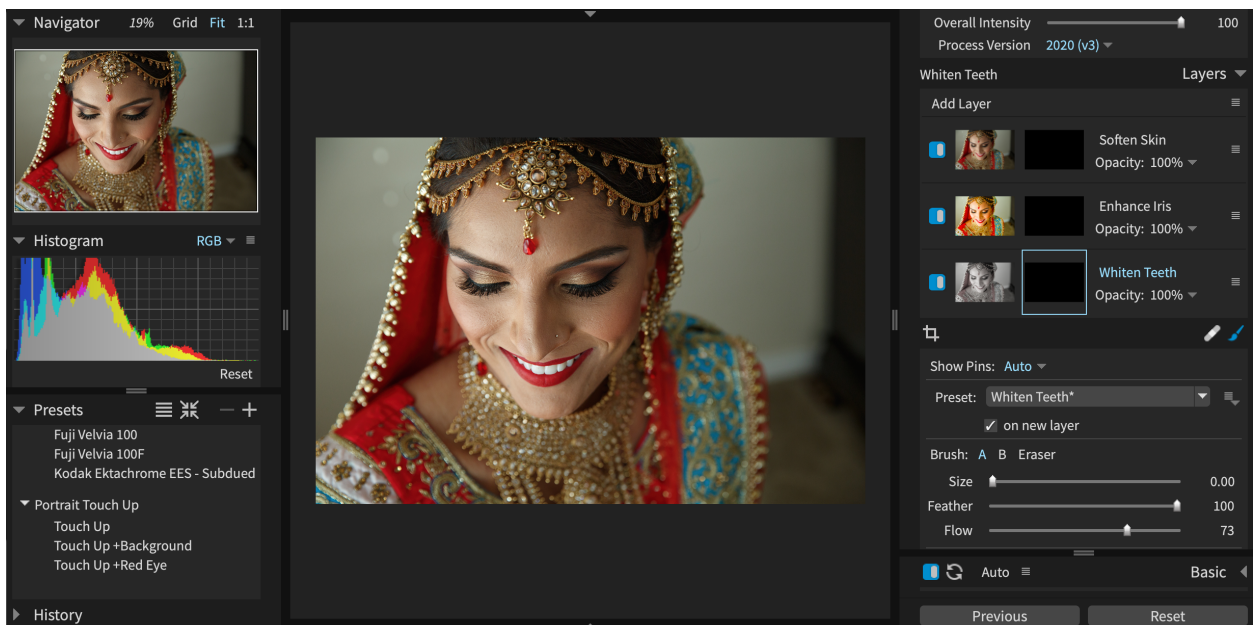 Navigator 19% Grid Fit 1:1
Histogram RGB
Reset
Presets
Fuji Velvia 100
Fuji Velvia 100F
Kodak Ektachrome EES - Subdued
Portrait Touch Up
Touch Up
Touch Up +Background
Touch Up +Red Eye
History
Overall Intensity 100
Process Version 2020 (v3)
Whiten Teeth Layers
Add Layer
Soften Skin
Opacity: 100%
Enhance Iris
Opacity: 100%
Whiten Teeth
Opacity: 100%
Show Pins: Auto
Preset: Whiten Teeth*
on new layer
Brush: A B Eraser
Size 0.00
Feather 100
Flow 73
Auto Basic
Previous Reset